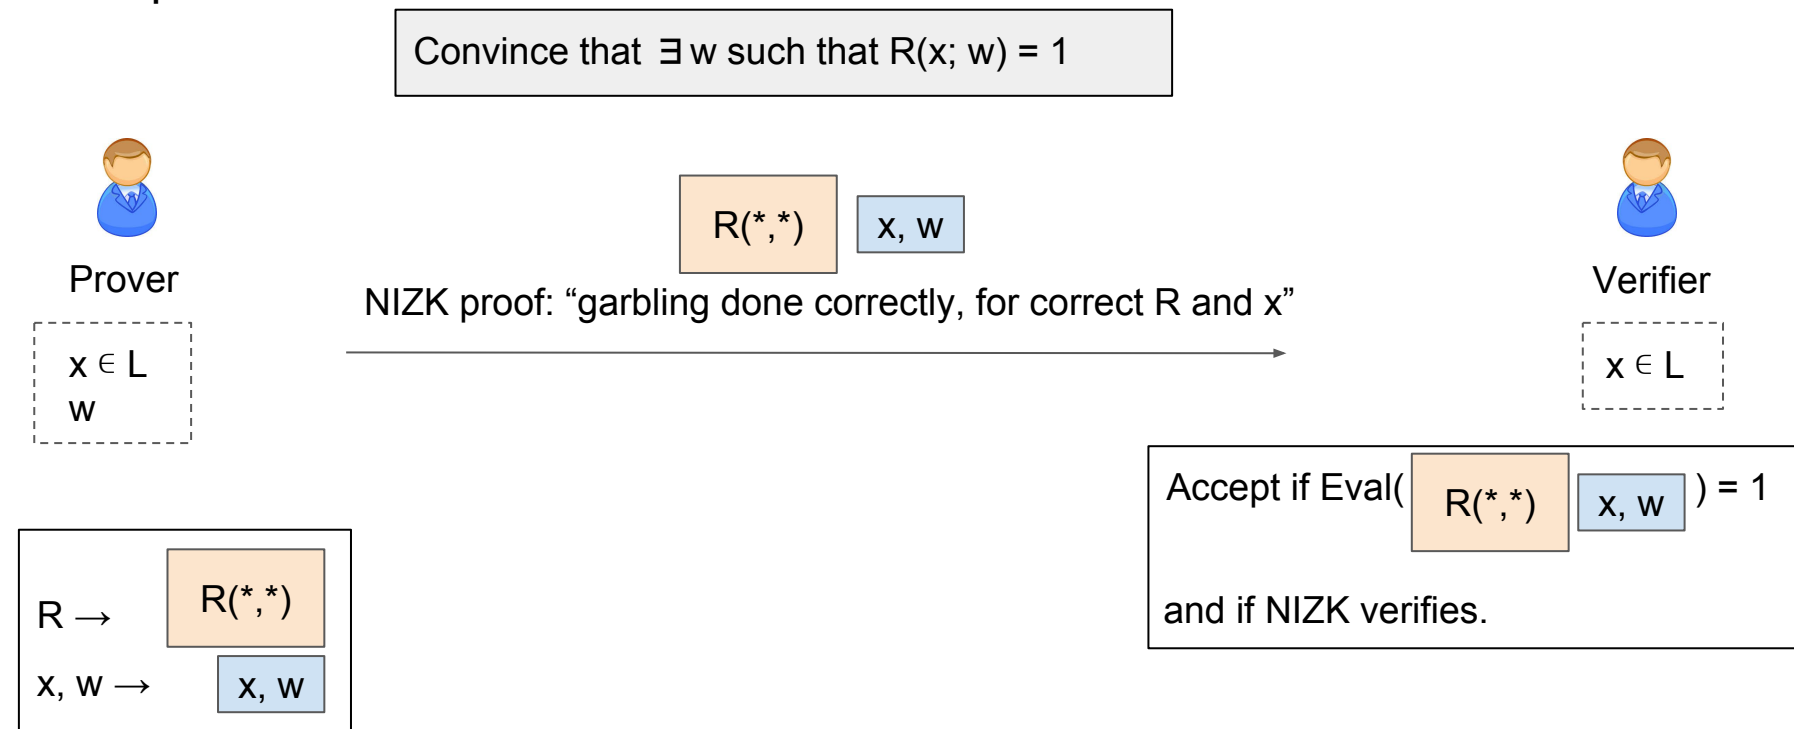 Convince that ∃ w such that R(x; w) = 1
R(*,*) x, w
Prover
Verifier
NIZK proof: “garbling done correctly, for correct R and x”
x ∈ L
w
x ∈ L
Accept if Eval( R(*,*) x, w ) = 1
and if NIZK verifies.
R → R(*,*)
x, w → x, w